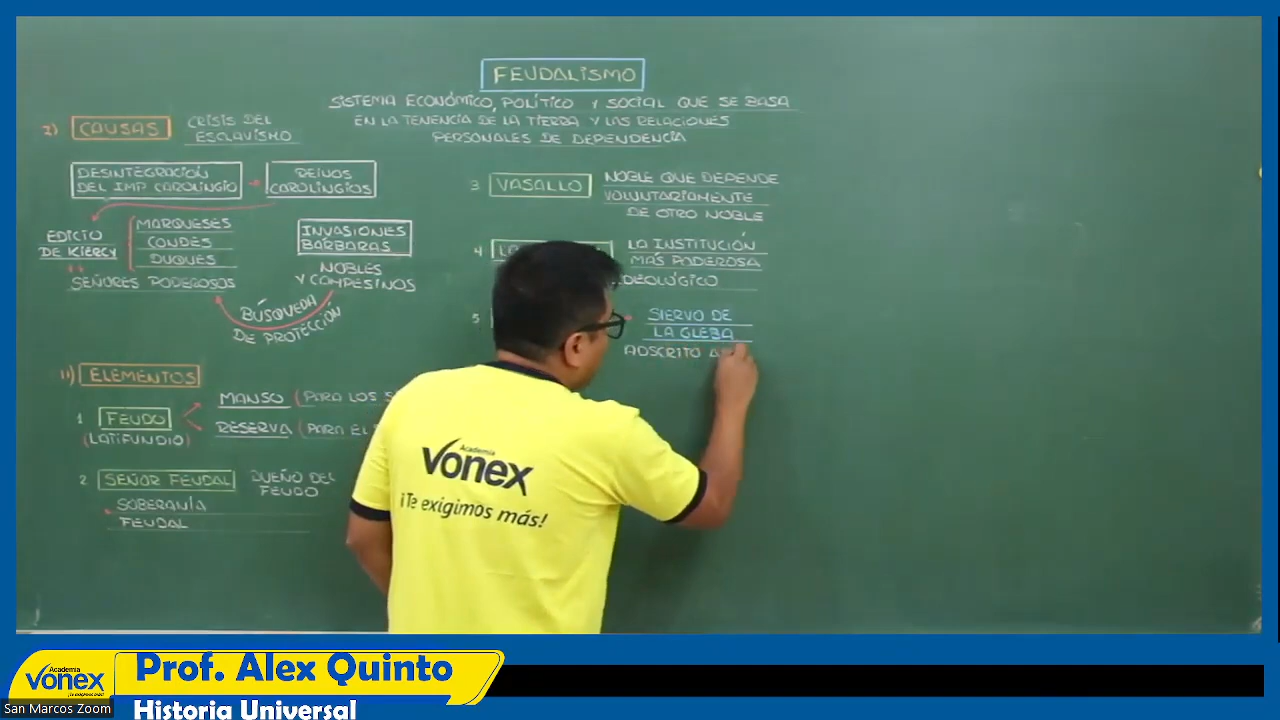 FEUDALISMO
SISTEMA ECONÓMICO, POLÍTICO Y SOCIAL QUE SE BASA
EN LA TENENCIA DE LA TIERRA Y LAS RELACIONES
PERSONALES DE DEPENDENCIA
CAUSAS
CRISIS DEL
ESCLAVISMO
DESINTEGRACIÓN
DEL IMP CAROLINGIO
REINOS
CAROLINGIOS
EDICTO
DE KIERCY
MARQUESES
CONDES
DUQUES
SEÑORES PODEROSOS
INVASIONES
BÁRBARAS
NOBLES
Y CAMPESINOS
BÚSQUEDA
DE PROTECCIÓN
II) ELEMENTOS
1 FEUDO
(LATIFUNDIO)
MANSO (PARA LOS
RESERVA (PARA EL
2 SEÑOR FEUDAL
DUEÑO DEL
FEUDO
SOBERANÍA
FEUDAL
3 VASALLO
NOBLE QUE DEPENDE
VOLUNTARIAMENTE
DE OTRO NOBLE
4
LA INSTITUCIÓN
MÁS PODEROSA
IDEOLÓGICO
5
SIERVO DE
LA GLEBA
ADSCRITO
Academia
Vonex
¡Te exigimos más!
Academia
Vonex
¡Te exigimos más!
Prof. Alex Quinto
Historia Universal
San Marcos Zoom